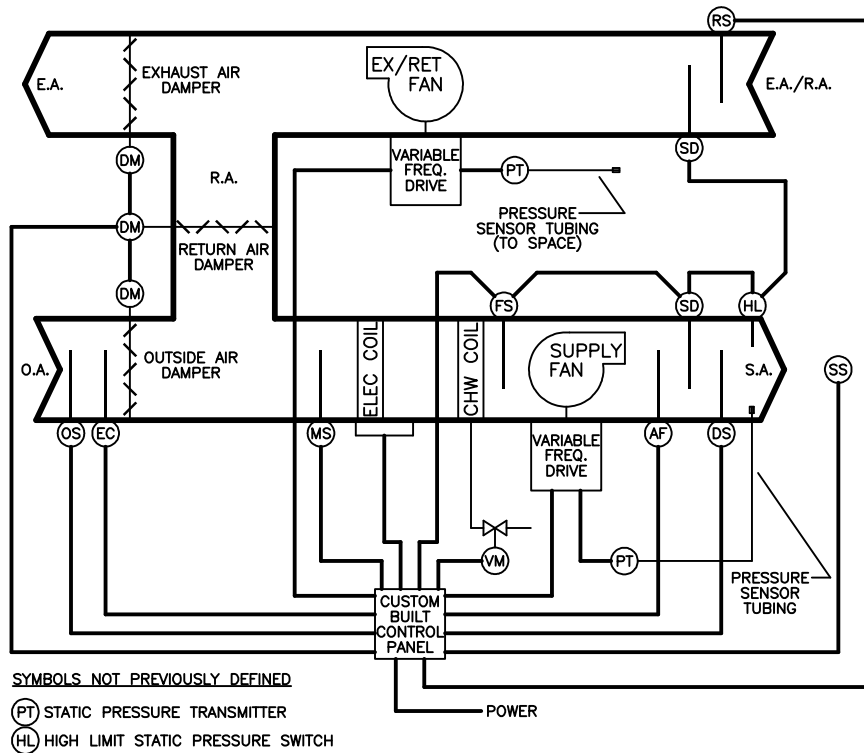 RS
E.A.
EXHAUST AIR
DAMPER
EX/RET
FAN
E.A./R.A.
DM
R.A.
VARIABLE
FREQ.
DRIVE
PT
SD
PRESSURE
SENSOR TUBING
(TO SPACE)
DM
RETURN AIR
DAMPER
DM
FS
SD
HL
O.A.
OUTSIDE AIR
DAMPER
ELEC COIL
CHW COIL
SUPPLY
FAN
S.A.
SS
OS
EC
MS
VARIABLE
FREQ.
DRIVE
AF
DS
VM
PT
PRESSURE
SENSOR
TUBING
CUSTOM
BUILT
CONTROL
PANEL
POWER
SYMBOLS NOT PREVIOUSLY DEFINED
PT STATIC PRESSURE TRANSMITTER
HL HIGH LIMIT STATIC PRESSURE SWITCH